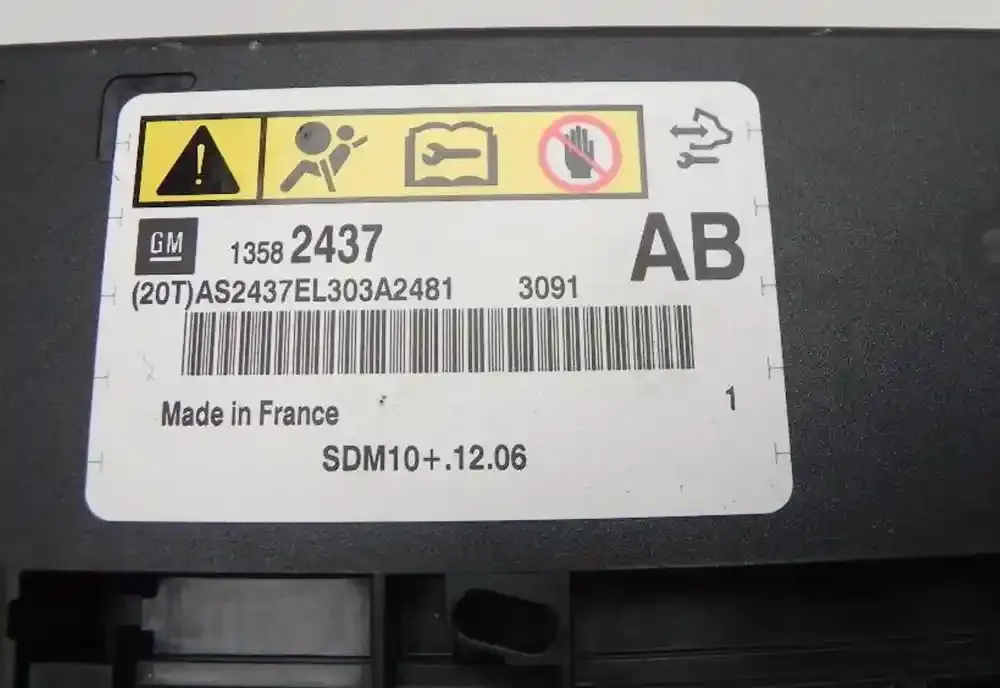 GM 1358 2437 AB
(20T)AS2437EL303A2481 3091
Made in France 1
SDM10+.12.06